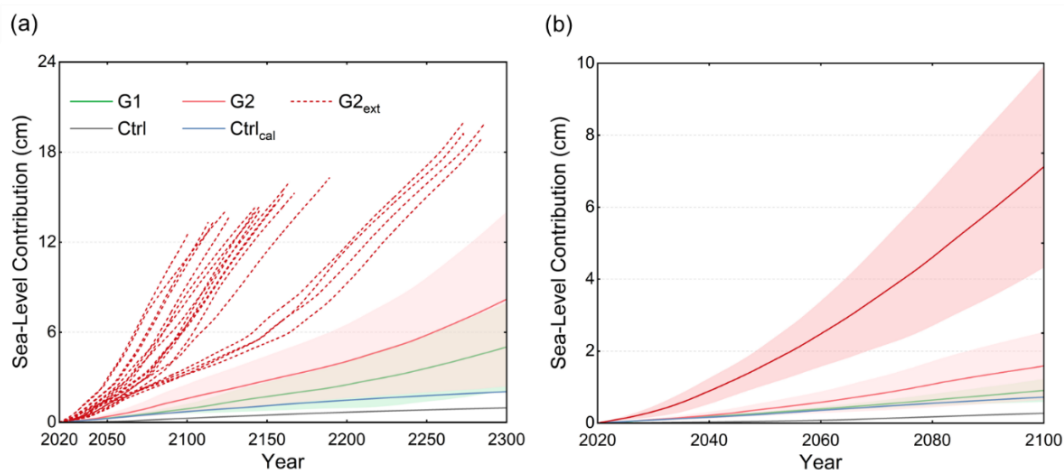 (a)
24
18
12
6
0
Sea-Level Contribution (cm)
G1 G2 G2ext
Ctrl Ctrlcal
2020 2050 2100 2150 2200 2250 2300
Year
(b)
10
8
6
4
2
0
Sea-Level Contribution (cm)
2020 2040 2060 2080 2100
Year